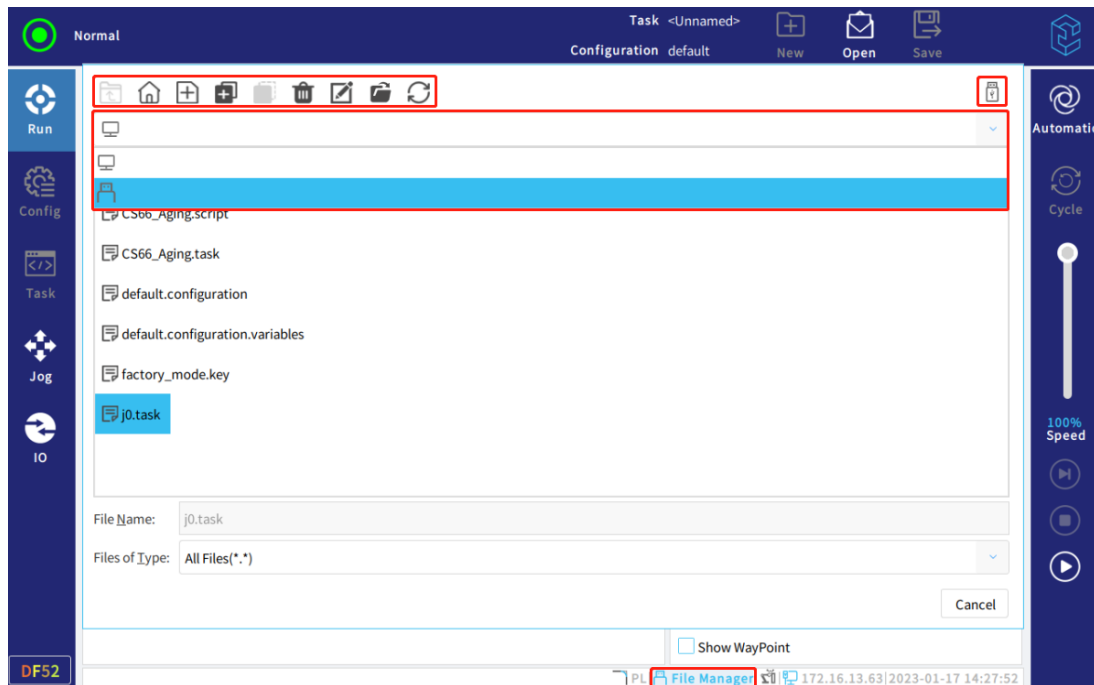 Normal
Task <Unnamed>
Configuration default
New
Open
Save
Run
Config
Task
Jog
IO
DF52
CS66_Aging.script
CS66_Aging.task
default.configuration
default.configuration.variables
factory_mode.key
j0.task
File Name: j0.task
Files of Type: All Files(*.*)
Cancel
Show WayPoint
PL File Manager 172.16.13.63 2023-01-17 14:27:52
Automatic
Cycle
100%
Speed